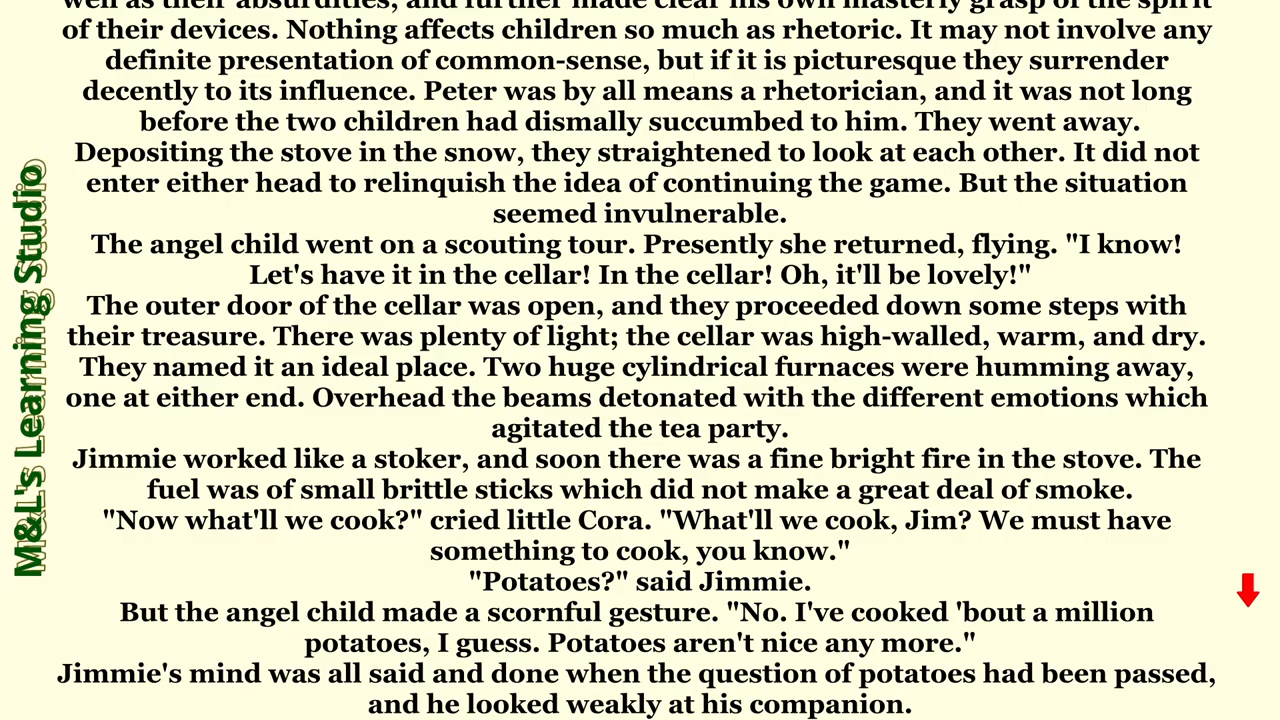 well as their absurdities, and further made clear his own masterly grasp of the spirit
of their devices. Nothing affects children so much as rhetoric. It may not involve any
definite presentation of common-sense, but if it is picturesque they surrender
decently to its influence. Peter was by all means a rhetorician, and it was not long
before the two children had dismally succumbed to him. They went away.
Depositing the stove in the snow, they straightened to look at each other. It did not
enter either head to relinquish the idea of continuing the game. But the situation
seemed invulnerable.
The angel child went on a scouting tour. Presently she returned, flying. "I know!
Let's have it in the cellar! In the cellar! Oh, it'll be lovely!"
The outer door of the cellar was open, and they proceeded down some steps with
their treasure. There was plenty of light; the cellar was high-walled, warm, and dry.
They named it an ideal place. Two huge cylindrical furnaces were humming away,
one at either end. Overhead the beams detonated with the different emotions which
agitated the tea party.
Jimmie worked like a stoker, and soon there was a fine bright fire in the stove. The
fuel was of small brittle sticks which did not make a great deal of smoke.
"Now what'll we cook?" cried little Cora. "What'll we cook, Jim? We must have
something to cook, you know."
"Potatoes?" said Jimmie.
But the angel child made a scornful gesture. "No. I've cooked 'bout a million
potatoes, I guess. Potatoes aren't nice any more."
Jimmie's mind was all said and done when the question of potatoes had been passed,
and he looked weakly at his companion.
M&L's Learning Studio